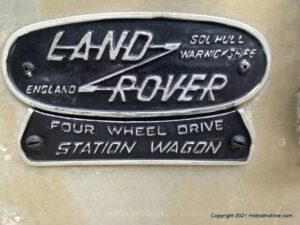 LAND
SOLIHULL
WARWICKSHIRE
ENGLAND
ROVER
FOUR WHEEL DRIVE
STATION WAGON
Copyright 2021 Hotrodhotline.com